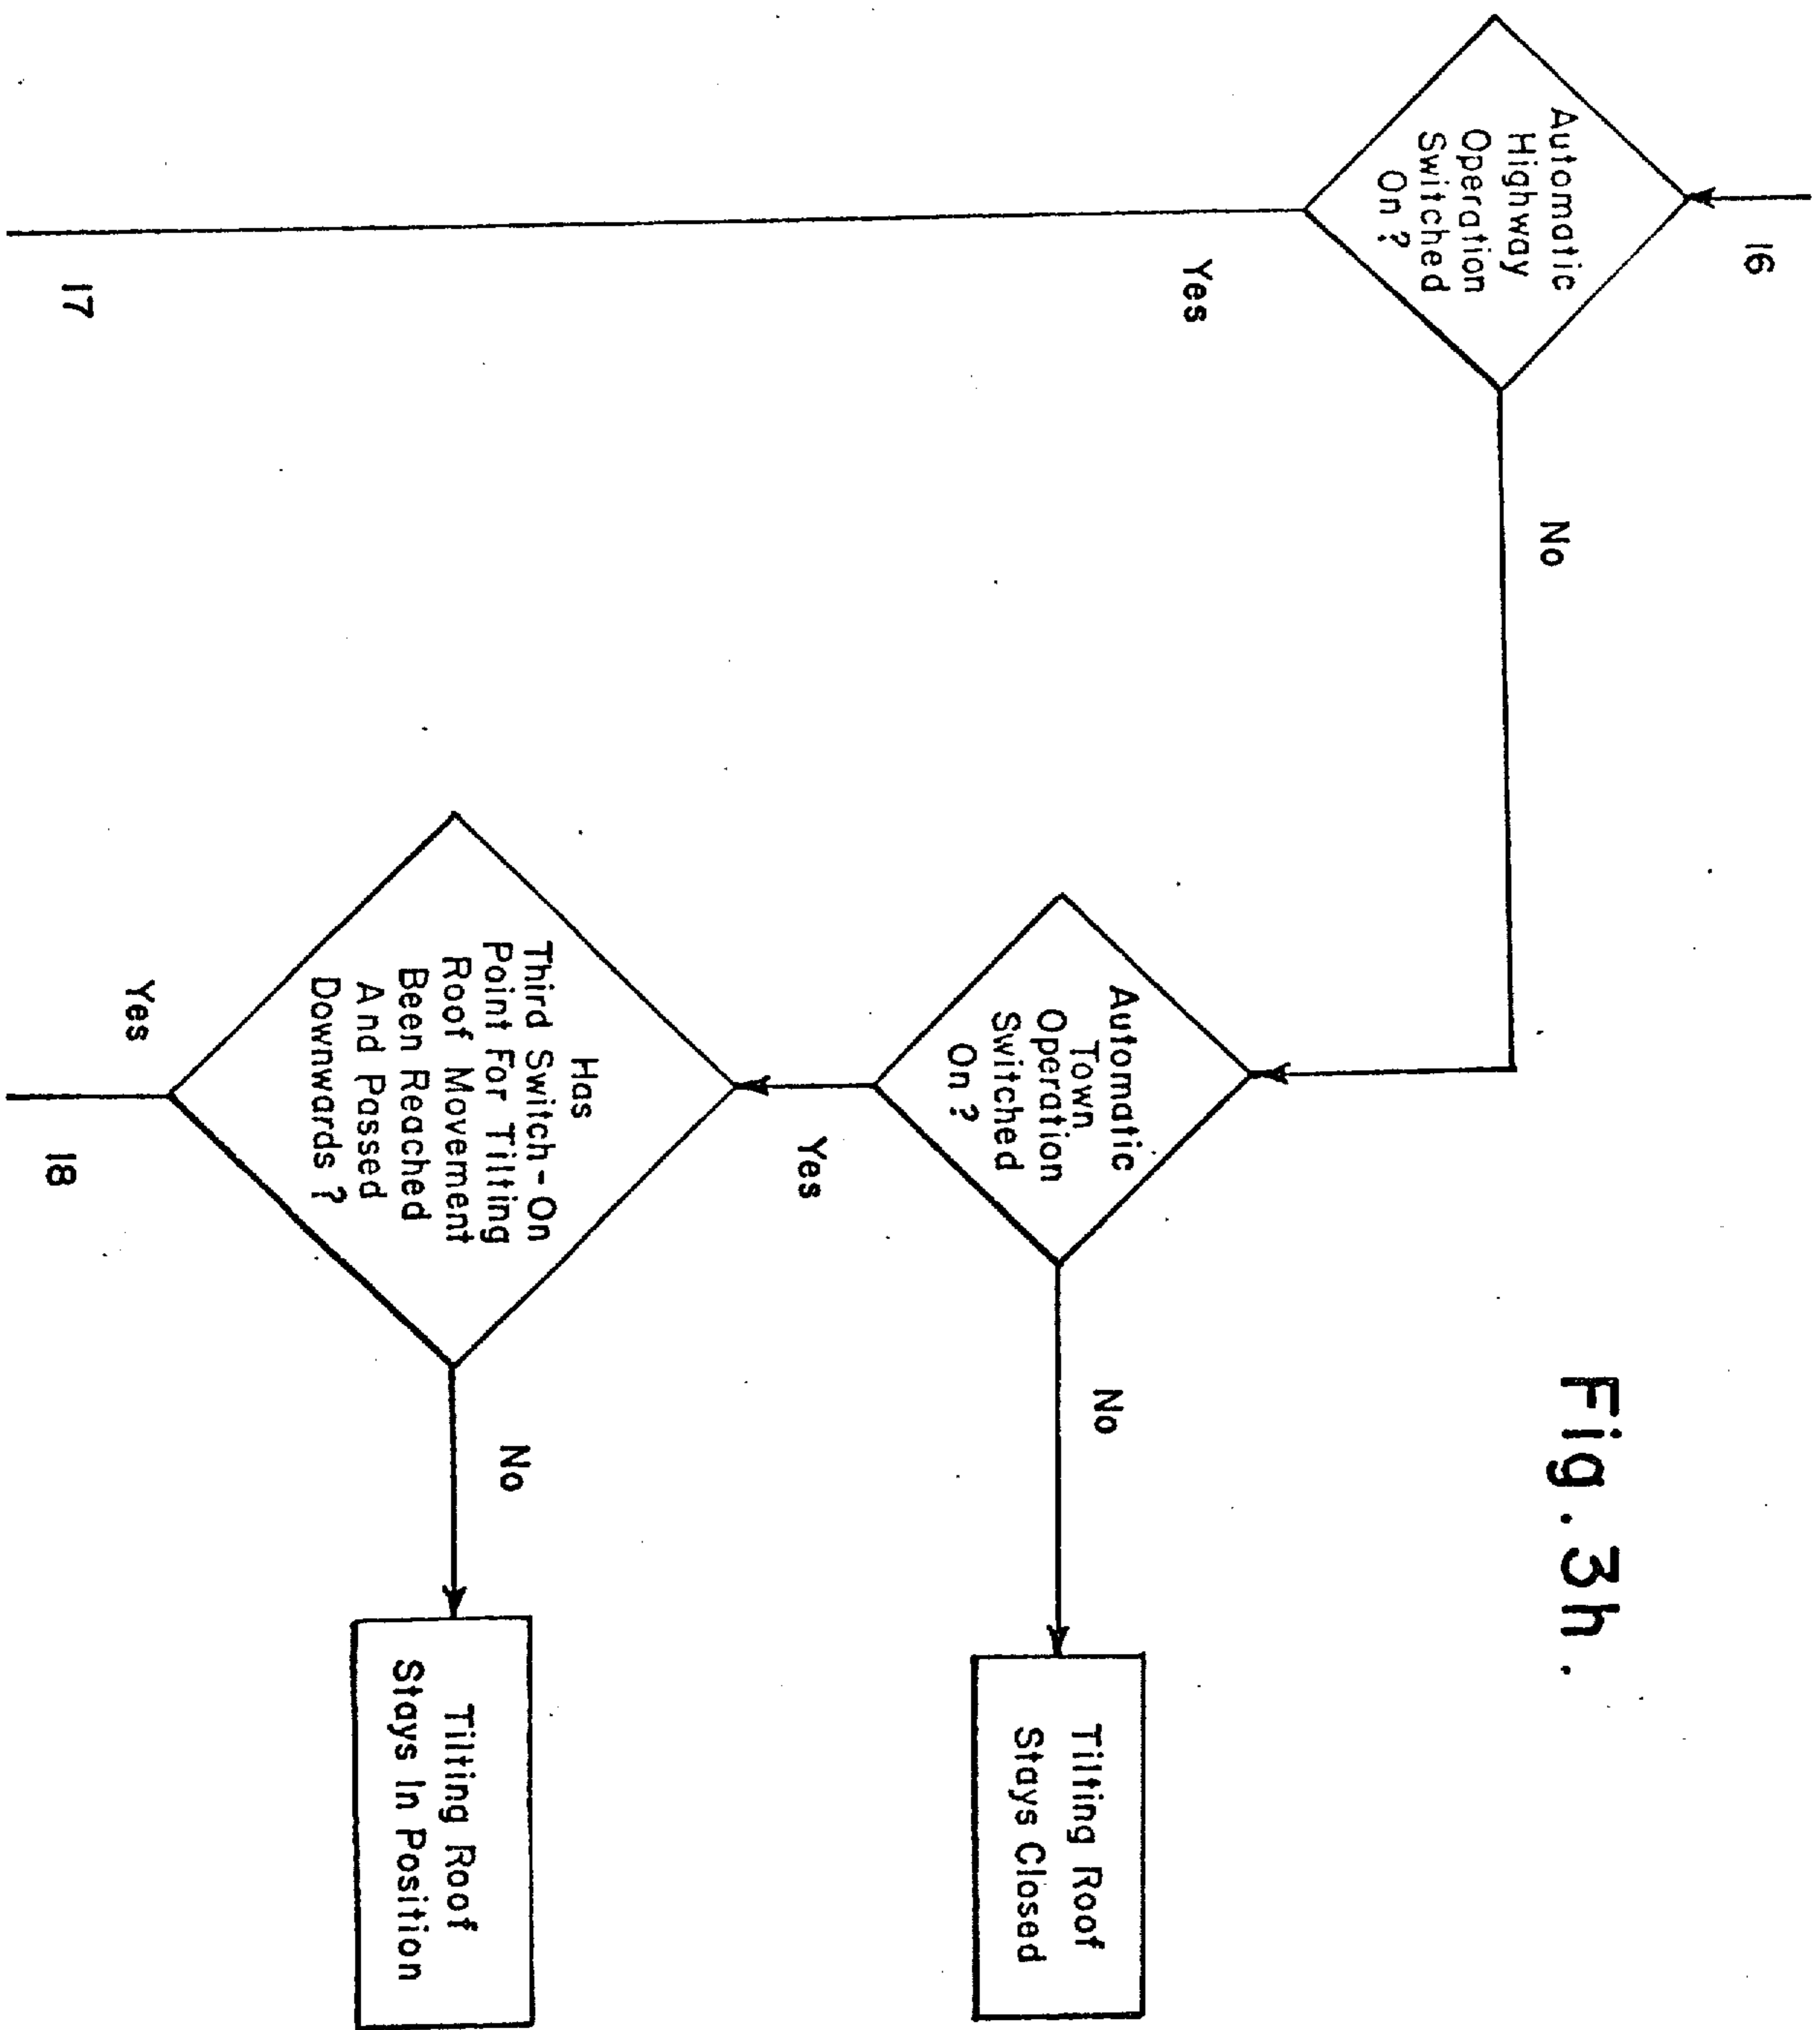 Fig. 3h.
16
Automatic
Highway
Operation
Switched
On ?
No
Yes
17
Automatic
Town
Operation
Switched
On ?
No
Tilting Roof
Stays Closed
Yes
Has
Third Switch-On
Point For Tilting
Roof Movement
Been Reached
And Passed
Downwards ?
No
Tilting Roof
Stays In Position
Yes
18